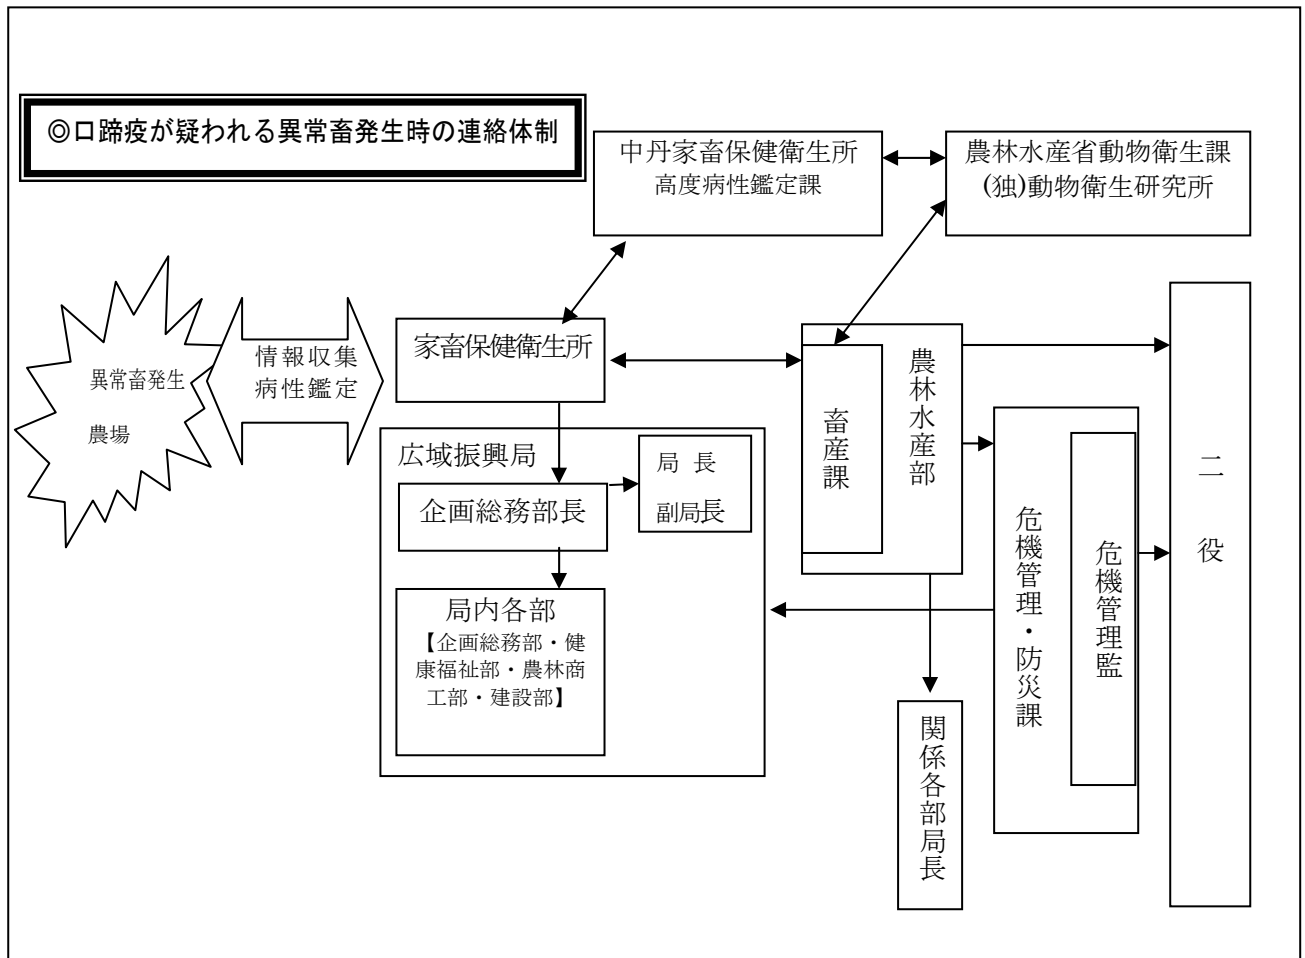 ◎口蹄疫が疑われる異常畜発生時の連絡体制
中丹家畜保健衛生所
高度病性鑑定課
農林水産省動物衛生課
(独)動物衛生研究所
異常畜発生
農場
情報収集
病性鑑定
家畜保健衛生所
広域振興局
企画総務部長
局 長
副局長
局内各部
【企画総務部・健
康福祉部・農林商
工部・建設部】
畜産課
農林水産部
関係各部局長
危機管理・防災課
危機管理監
二 役